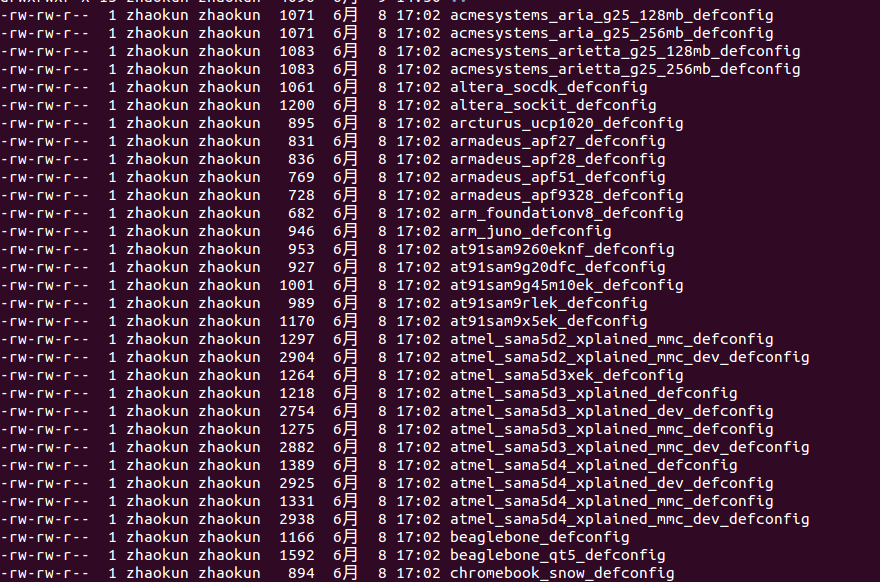 -rw-rw-r-- 1 zhaokun zhaokun 1071 6月 8 17:02 acmesystems_aria_g25_128mb_defconfig
-rw-rw-r-- 1 zhaokun zhaokun 1071 6月 8 17:02 acmesystems_aria_g25_256mb_defconfig
-rw-rw-r-- 1 zhaokun zhaokun 1083 6月 8 17:02 acmesystems_arietta_g25_128mb_defconfig
-rw-rw-r-- 1 zhaokun zhaokun 1083 6月 8 17:02 acmesystems_arietta_g25_256mb_defconfig
-rw-rw-r-- 1 zhaokun zhaokun 1061 6月 8 17:02 altera_socdk_defconfig
-rw-rw-r-- 1 zhaokun zhaokun 1200 6月 8 17:02 altera_sockit_defconfig
-rw-rw-r-- 1 zhaokun zhaokun 895 6月 8 17:02 arcturus_ucp1020_defconfig
-rw-rw-r-- 1 zhaokun zhaokun 831 6月 8 17:02 armadeus_apf27_defconfig
-rw-rw-r-- 1 zhaokun zhaokun 836 6月 8 17:02 armadeus_apf28_defconfig
-rw-rw-r-- 1 zhaokun zhaokun 769 6月 8 17:02 armadeus_apf51_defconfig
-rw-rw-r-- 1 zhaokun zhaokun 728 6月 8 17:02 armadeus_apf9328_defconfig
-rw-rw-r-- 1 zhaokun zhaokun 682 6月 8 17:02 arm_foundationv8_defconfig
-rw-rw-r-- 1 zhaokun zhaokun 946 6月 8 17:02 arm_juno_defconfig
-rw-rw-r-- 1 zhaokun zhaokun 953 6月 8 17:02 at91sam9260eknf_defconfig
-rw-rw-r-- 1 zhaokun zhaokun 927 6月 8 17:02 at91sam9g20dfc_defconfig
-rw-rw-r-- 1 zhaokun zhaokun 1001 6月 8 17:02 at91sam9g45m10ek_defconfig
-rw-rw-r-- 1 zhaokun zhaokun 989 6月 8 17:02 at91sam9rlek_defconfig
-rw-rw-r-- 1 zhaokun zhaokun 1170 6月 8 17:02 at91sam9x5ek_defconfig
-rw-rw-r-- 1 zhaokun zhaokun 1297 6月 8 17:02 atmel_sama5d2_xplained_mmc_defconfig
-rw-rw-r-- 1 zhaokun zhaokun 2904 6月 8 17:02 atmel_sama5d2_xplained_mmc_dev_defconfig
-rw-rw-r-- 1 zhaokun zhaokun 1264 6月 8 17:02 atmel_sama5d3xek_defconfig
-rw-rw-r-- 1 zhaokun zhaokun 1218 6月 8 17:02 atmel_sama5d3_xplained_defconfig
-rw-rw-r-- 1 zhaokun zhaokun 2754 6月 8 17:02 atmel_sama5d3_xplained_dev_defconfig
-rw-rw-r-- 1 zhaokun zhaokun 1275 6月 8 17:02 atmel_sama5d3_xplained_mmc_defconfig
-rw-rw-r-- 1 zhaokun zhaokun 2882 6月 8 17:02 atmel_sama5d3_xplained_mmc_dev_defconfig
-rw-rw-r-- 1 zhaokun zhaokun 1389 6月 8 17:02 atmel_sama5d4_xplained_defconfig
-rw-rw-r-- 1 zhaokun zhaokun 2925 6月 8 17:02 atmel_sama5d4_xplained_dev_defconfig
-rw-rw-r-- 1 zhaokun zhaokun 1331 6月 8 17:02 atmel_sama5d4_xplained_mmc_defconfig
-rw-rw-r-- 1 zhaokun zhaokun 2938 6月 8 17:02 atmel_sama5d4_xplained_mmc_dev_defconfig
-rw-rw-r-- 1 zhaokun zhaokun 1166 6月 8 17:02 beaglebone_defconfig
-rw-rw-r-- 1 zhaokun zhaokun 1592 6月 8 17:02 beaglebone_qt5_defconfig
-rw-rw-r-- 1 zhaokun zhaokun 894 6月 8 17:02 chromebook_snow_defconfig